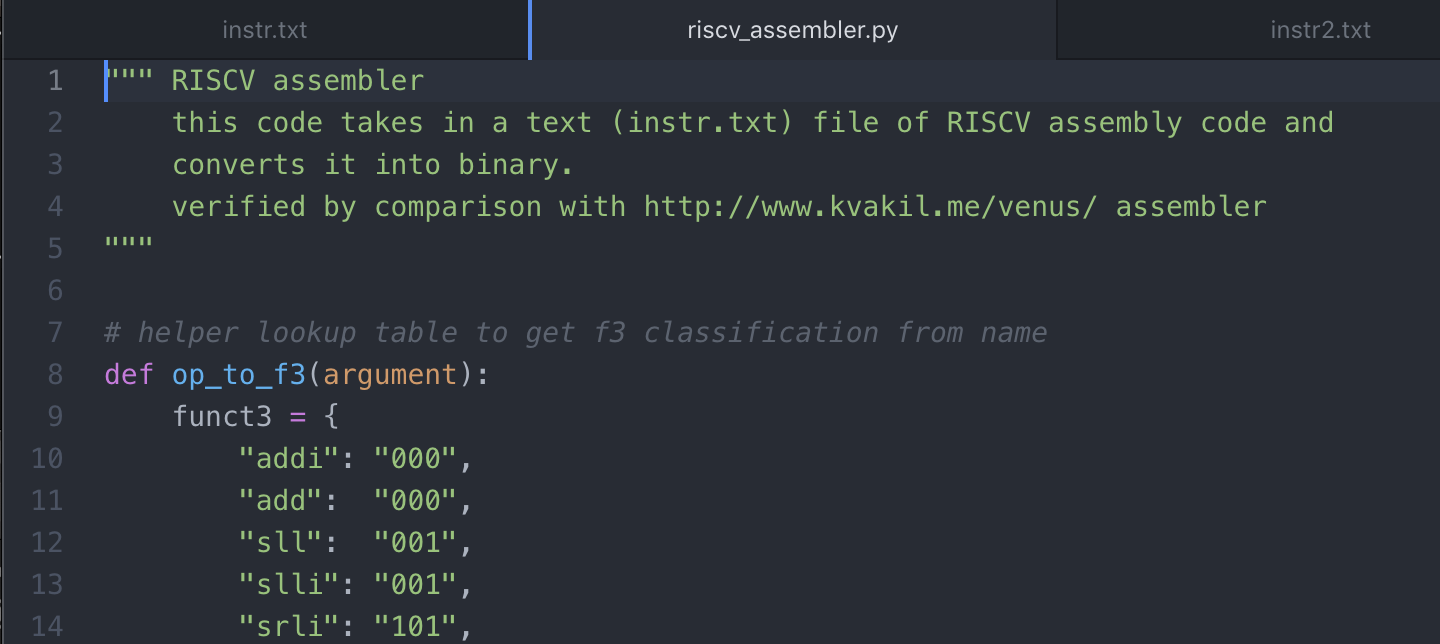 instr.txt riscv_assembler.py instr2.txt
1 """ RISCV assembler
2 this code takes in a text (instr.txt) file of RISCV assembly code and
3 converts it into binary.
4 verified by comparison with http://www.kvakil.me/venus/ assembler
5 """
6
7 # helper lookup table to get f3 classification from name
8 def op_to_f3(argument):
9     funct3 = {
10         "addi": "000",
11         "add":  "000",
12         "sll":  "001",
13         "slli": "001",
14         "srli": "101",